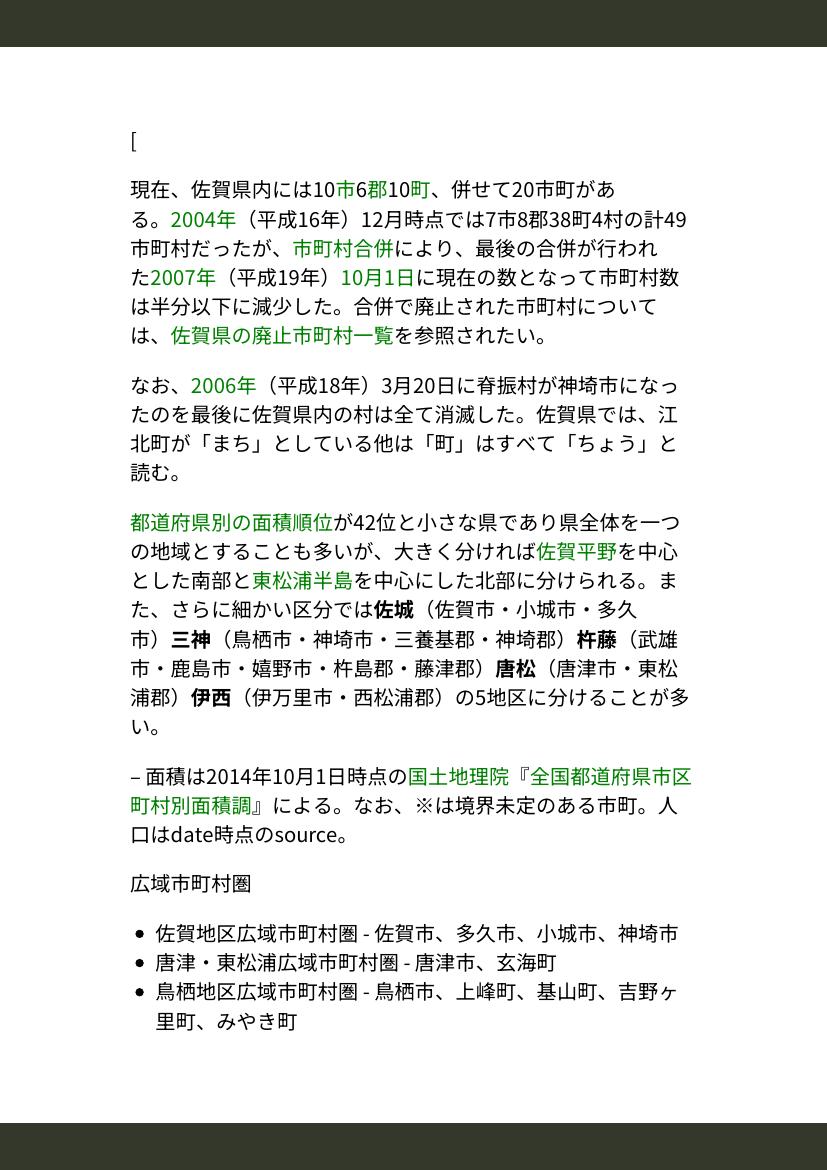 [
現在、佐賀県内には10市6郡10町、併せて20市町があ
る。2004年（平成16年）12月時点では7市8郡38町4村の計49
市町村だったが、市町村合併により、最後の合併が行われ
た2007年（平成19年）10月1日に現在の数となって市町村数
は半分以下に減少した。合併で廃止された市町村について
は、佐賀県の廃止市町村一覧を参照されたい。
なお、2006年（平成18年）3月20日に脊振村が神埼市になっ
たのを最後に佐賀県内の村は全て消滅した。佐賀県では、江
北町が「まち」としている他は「町」はすべて「ちょう」と
読む。
都道府県別の面積順位が42位と小さな県であり県全体を一つ
の地域とすることも多いが、大きく分ければ佐賀平野を中心
とした南部と東松浦半島を中心にした北部に分けられる。ま
た、さらに細かい区分では佐城（佐賀市・小城市・多久
市）三神（鳥栖市・神埼市・三養基郡・神埼郡）杵藤（武雄
市・鹿島市・嬉野市・杵島郡・藤津郡）唐松（唐津市・東松
浦郡）伊西（伊万里市・西松浦郡）の5地区に分けることが多
い。
– 面積は2014年10月1日時点の国土地理院『全国都道府県市区
町村別面積調』による。なお、※は境界未定のある市町。人
口はdate時点のsource。
広域市町村圏
• 佐賀地区広域市町村圏 - 佐賀市、多久市、小城市、神埼市
• 唐津・東松浦広域市町村圏 - 唐津市、玄海町
• 鳥栖地区広域市町村圏 - 鳥栖市、上峰町、基山町、吉野ヶ
里町、みやき町